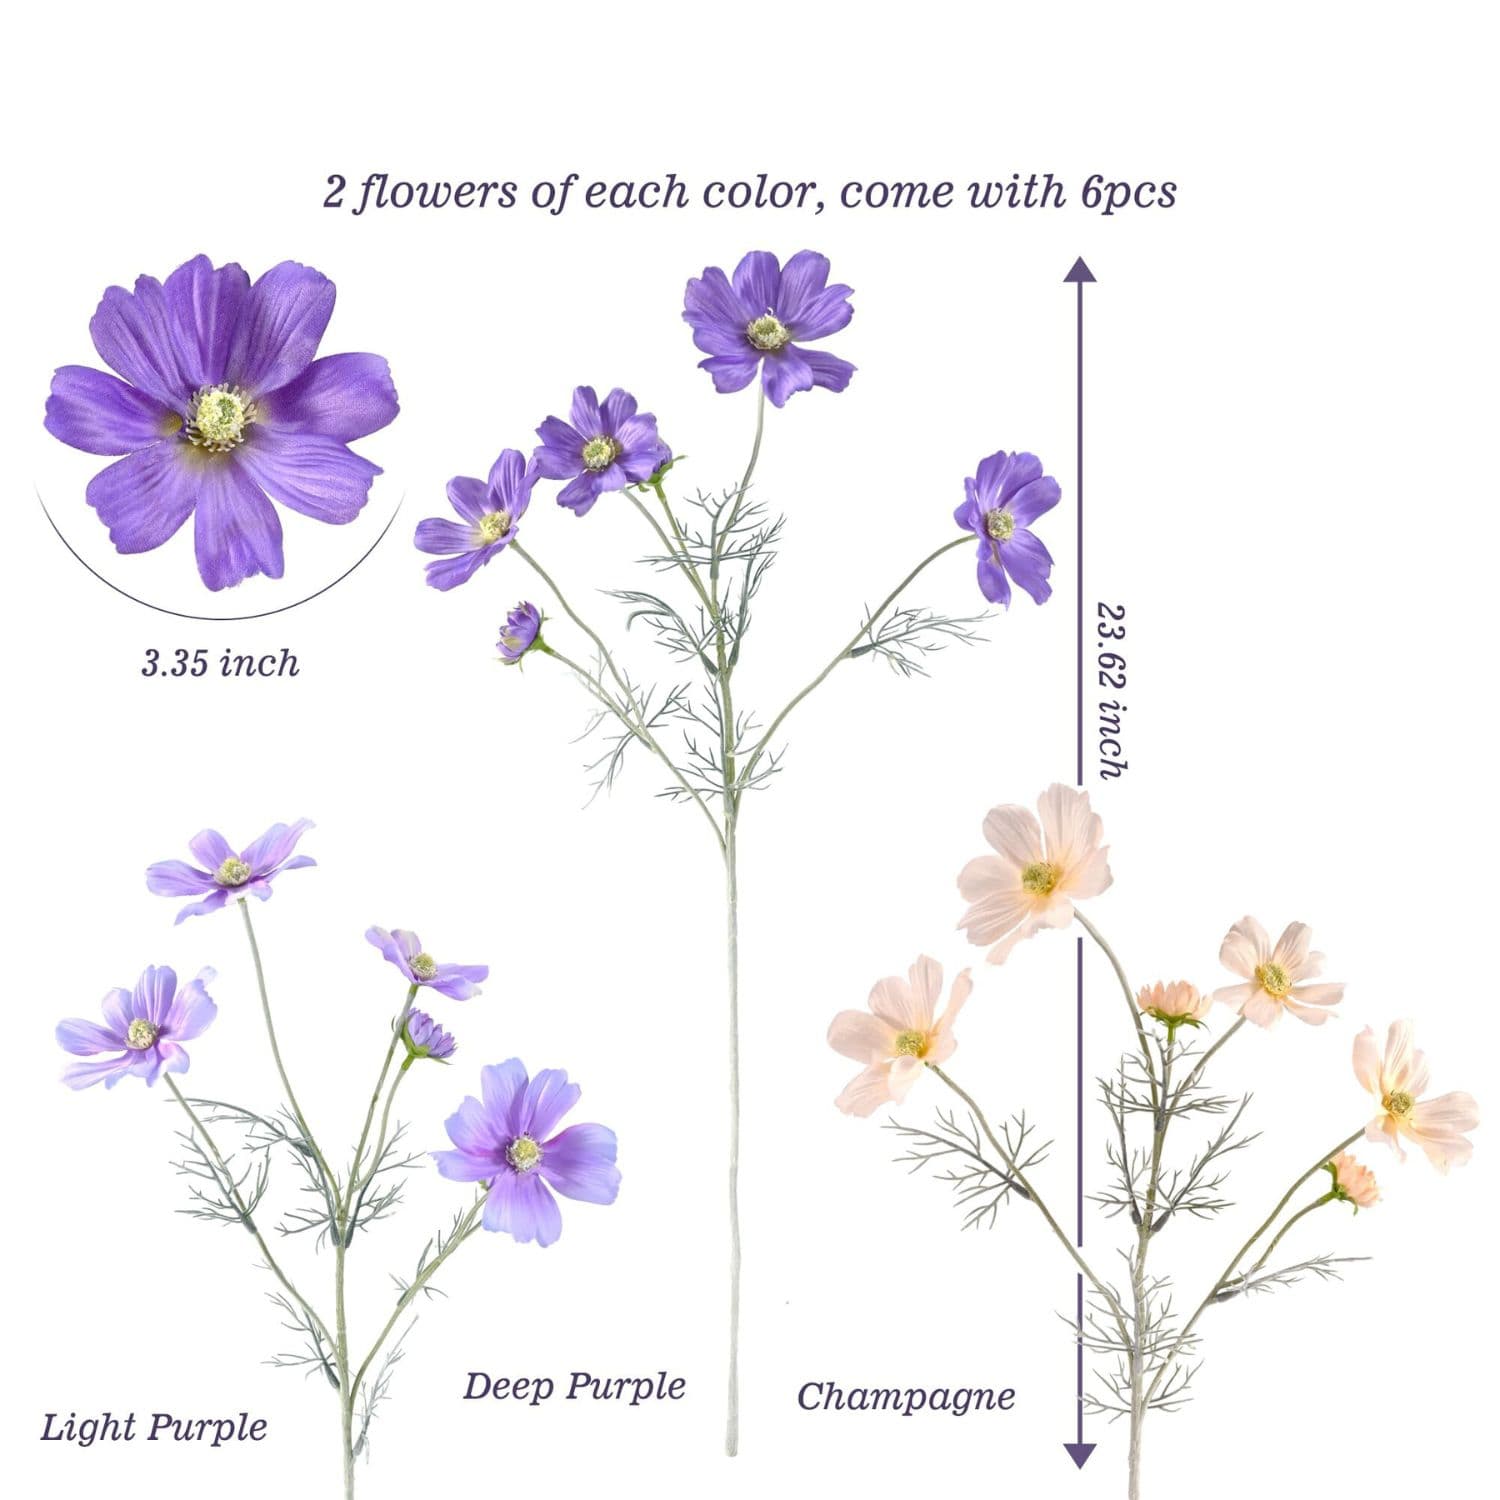 2 flowers of each color, come with 6pcs
3.35 inch
23.62 inch
Light Purple
Deep Purple
Champagne